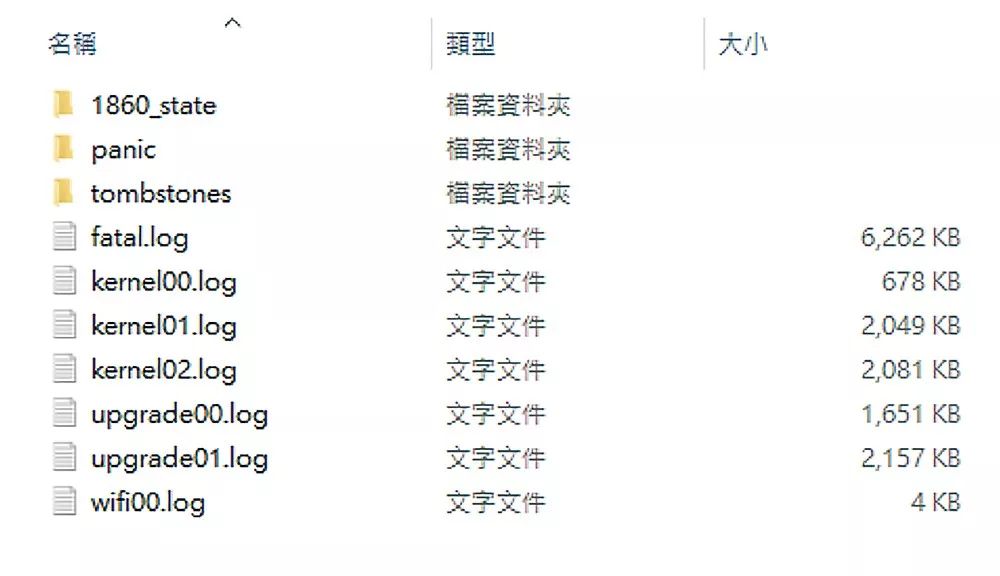 名稱 類型 大小
1860_state 檔案資料夾
panic 檔案資料夾
tombstones 檔案資料夾
fatal.log 文字文件 6,262 KB
kernel00.log 文字文件 678 KB
kernel01.log 文字文件 2,049 KB
kernel02.log 文字文件 2,081 KB
upgrade00.log 文字文件 1,651 KB
upgrade01.log 文字文件 2,157 KB
wifi00.log 文字文件 4 KB